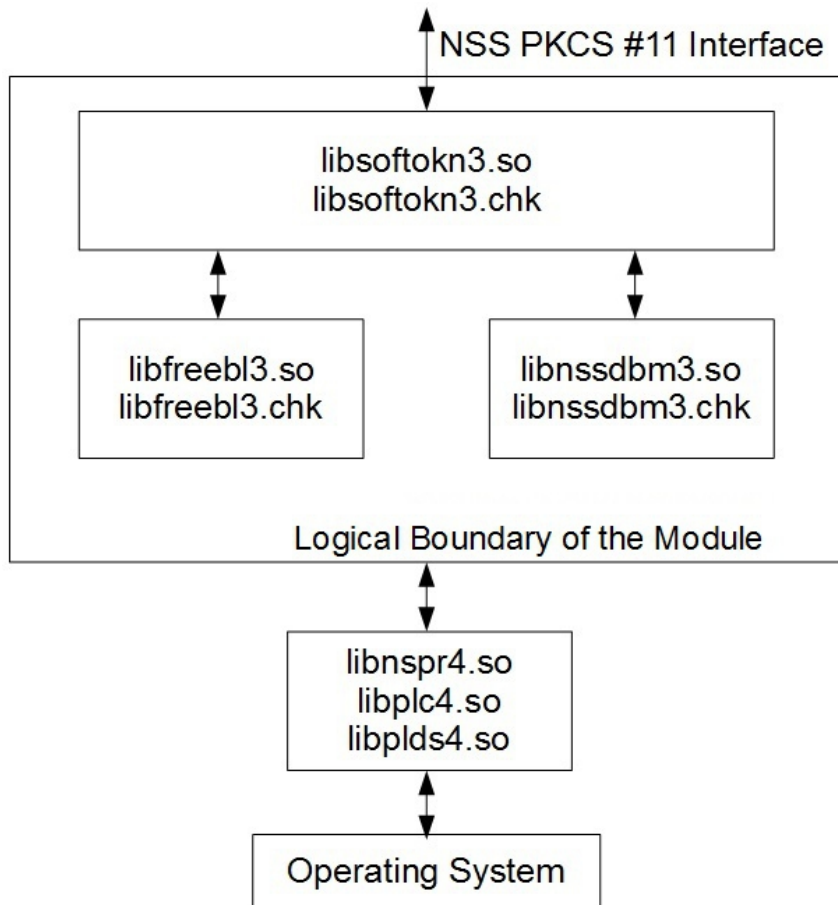 NSS PKCS #11 Interface
libsoftokn3.so
libsoftokn3.chk
libfreebl3.so
libfreebl3.chk
libnssdbm3.so
libnssdbm3.chk
Logical Boundary of the Module
libnspr4.so
libplc4.so
libplds4.so
Operating System